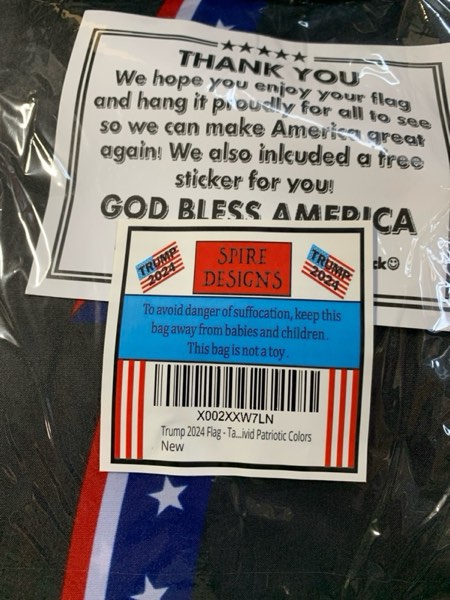 ★★★★★
THANK YOU
We hope you enjoy your flag
and hang it proudly for all to see
so we can make America great
again! We also inlcuded a free
sticker for you!
GOD BLESS AMERICA
TRUMP
2024
SPIRE
DESIGNS
TRUMP
2024
To avoid danger of suffocation, keep this
bag away from babies and children.
This bag is not a toy.
X002XXW7LN
Trump 2024 Flag - Ta...ivid Patriotic Colors
New